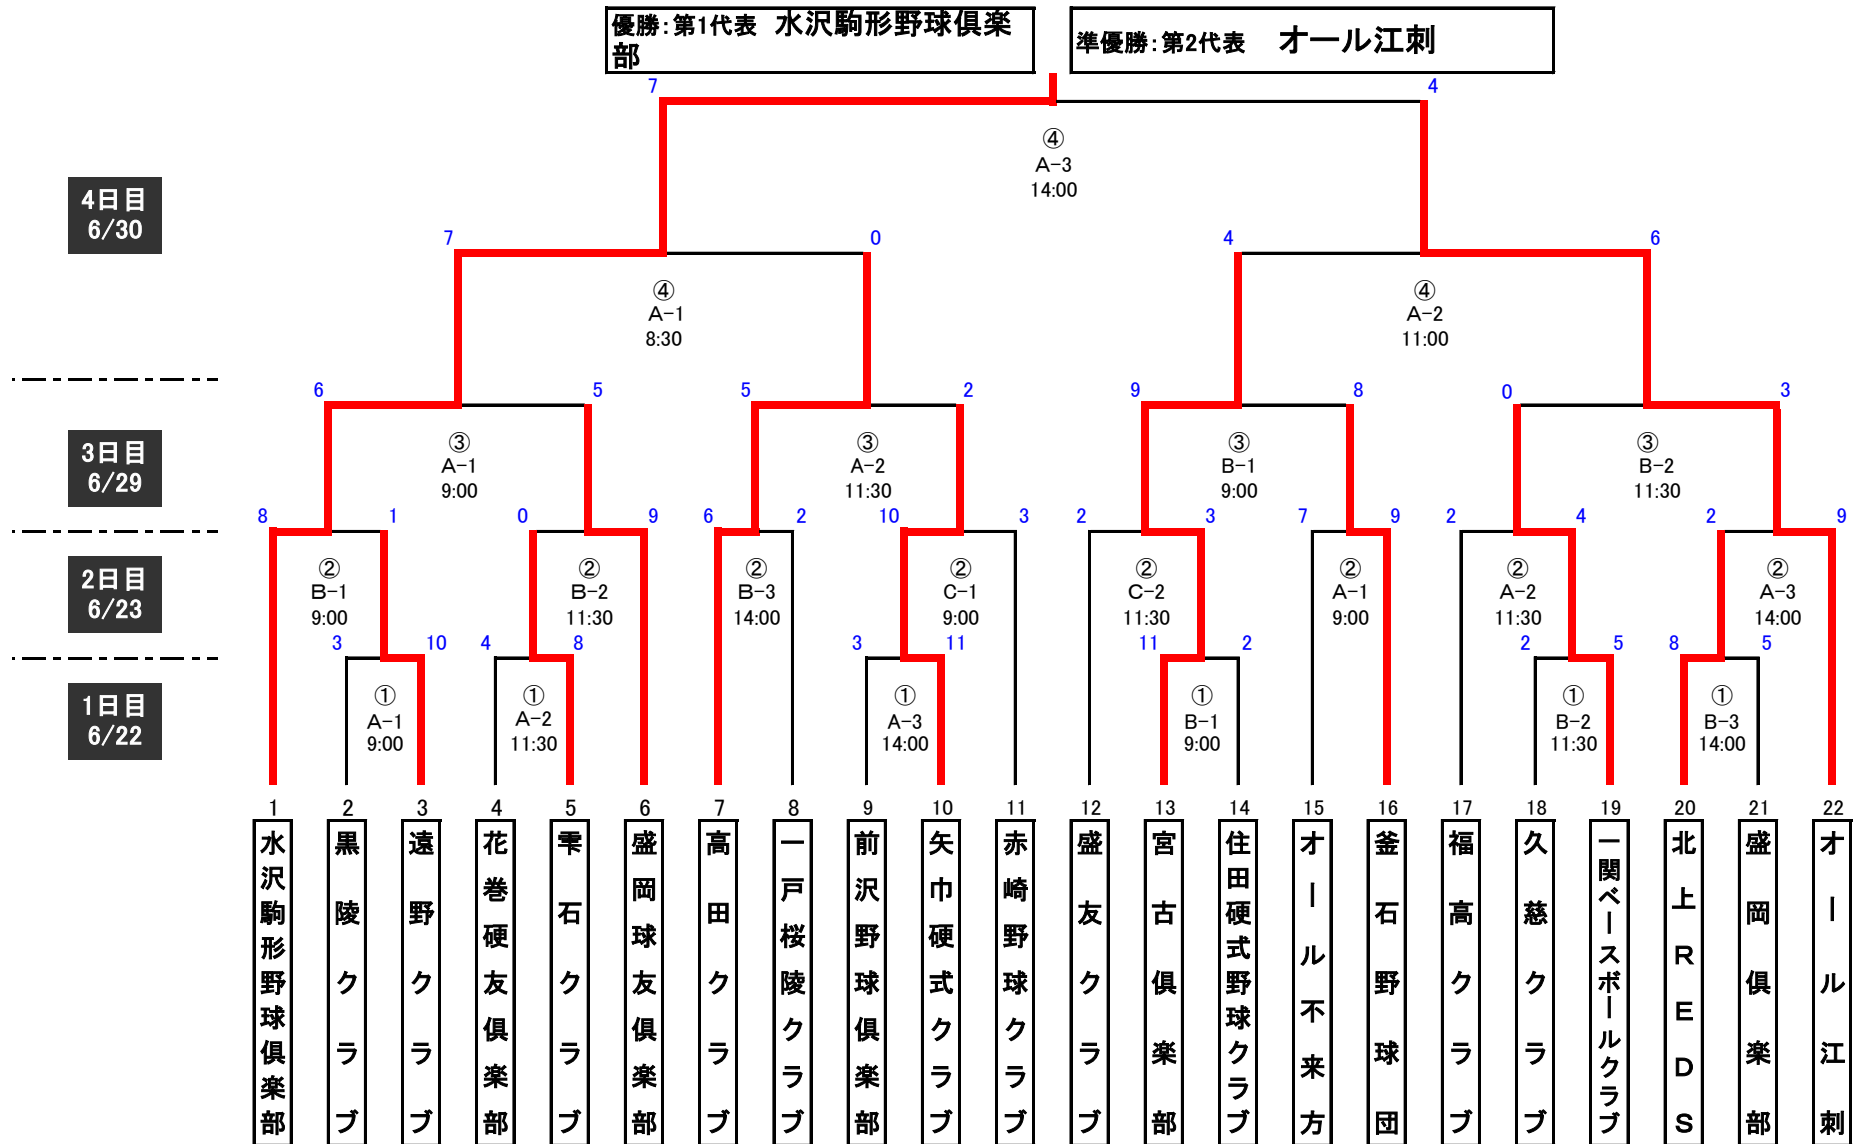 優勝:第1代表 水沢駒形野球倶楽部
準優勝:第2代表 オール江刺
7 4
④
A-3
14:00
4日目
6/30
7 0 4 6
④ ④
A-1 A-2
8:30 11:00
6 5 5 2 9 8 0 3
3日目
6/29
③ ③ ③ ③
A-1 A-2 B-1 B-2
9:00 11:30 9:00 11:30
8 1 0 9 6 2 10 3 2 3 7 9 2 4 2 9
2日目
6/23
② ② ② ② ② ② ② ②
B-1 B-2 B-3 C-1 C-2 A-1 A-2 A-3
9:00 11:30 14:00 9:00 11:30 9:00 11:30 14:00
3 10 4 8 3 11 11 2 2 5 8 5
1日目
6/22
① ① ① ① ① ①
A-1 A-2 A-3 B-1 B-2 B-3
9:00 11:30 14:00 9:00 11:30 14:00
1 2 3 4 5 6 7 8 9 10 11 12 13 14 15 16 17 18 19 20 21 22
水沢駒形野球倶楽部
黒陵クラブ
遠野クラブ
花巻硬友倶楽部
雫石クラブ
盛岡球友倶楽部
高田クラブ
一戸桜陵クラブ
前沢野球倶楽部
矢巾硬式クラブ
赤崎野球クラブ
盛友クラブ
宮古倶楽部
住田硬式野球クラブ
オール不来方
釜石野球団
福高クラブ
久慈クラブ
一関ベースボールクラブ
北上REDS
盛岡倶楽部
オール江刺